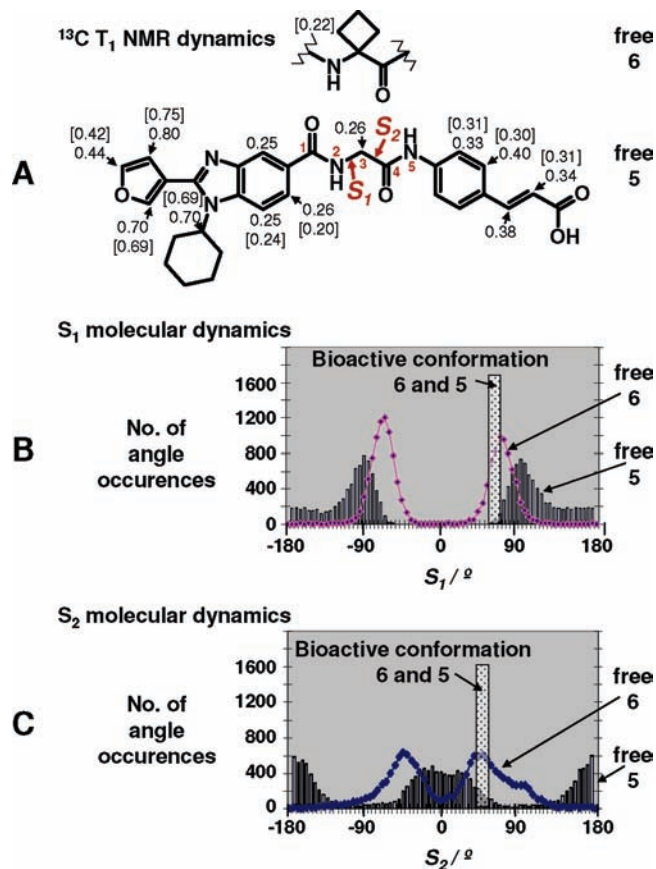 ¹³C T₁ NMR dynamics
[0.22]
N
H
O
free
6
A
[0.75]
0.80
[0.42]
0.44
O
0.70
[0.69]
N
[0.69]
0.70
N
0.25
0.25
[0.24]
0.26
[0.20]
O
1
2
N
H
S₁
0.26
3
S₂
4
O
H
N
5
[0.31]
0.33
[0.30]
0.40
[0.31]
0.34
0.38
O
OH
free
5
S₁ molecular dynamics
B
No. of
angle
occurences
1600
1200
800
400
0
Bioactive conformation
6 and 5
free
6
free
5
-180
-90
0
90
180
S₁/ º
S₂ molecular dynamics
C
No. of
angle
occurences
1600
1200
800
400
0
Bioactive conformation
6 and 5
free
6
free
5
-180
-90
0
90
180
S₂/ º